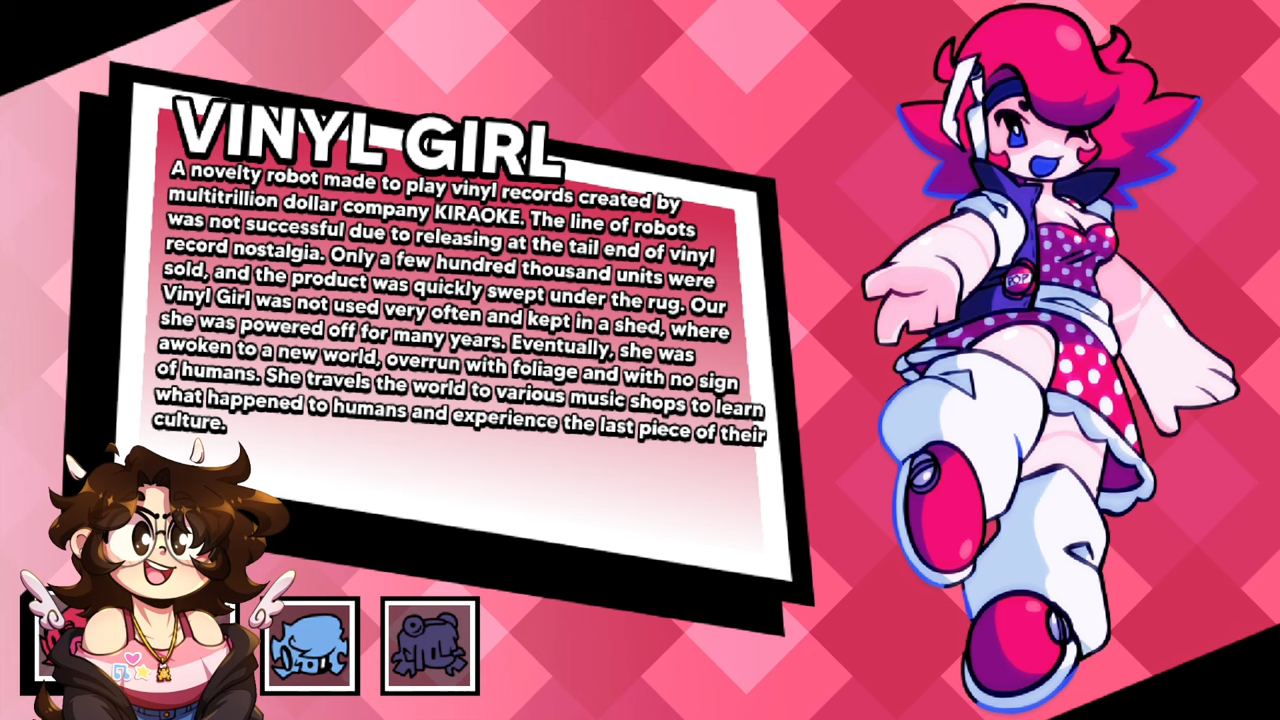 VINYL GIRL
A novelty robot made to play vinyl records created by
multitrillion dollar company KIRAOKE. The line of robots
was not successful due to releasing at the tail end of vinyl
record nostalgia. Only a few hundred thousand units were
sold, and the product was quickly swept under the rug. Our
Vinyl Girl was not used very often and kept in a shed, where
she was powered off for many years. Eventually, she was
awoken to a new world, overrun with foliage and with no sign
of humans. She travels the world to various music shops to learn
what happened to humans and experience the last piece of their
culture.
POP